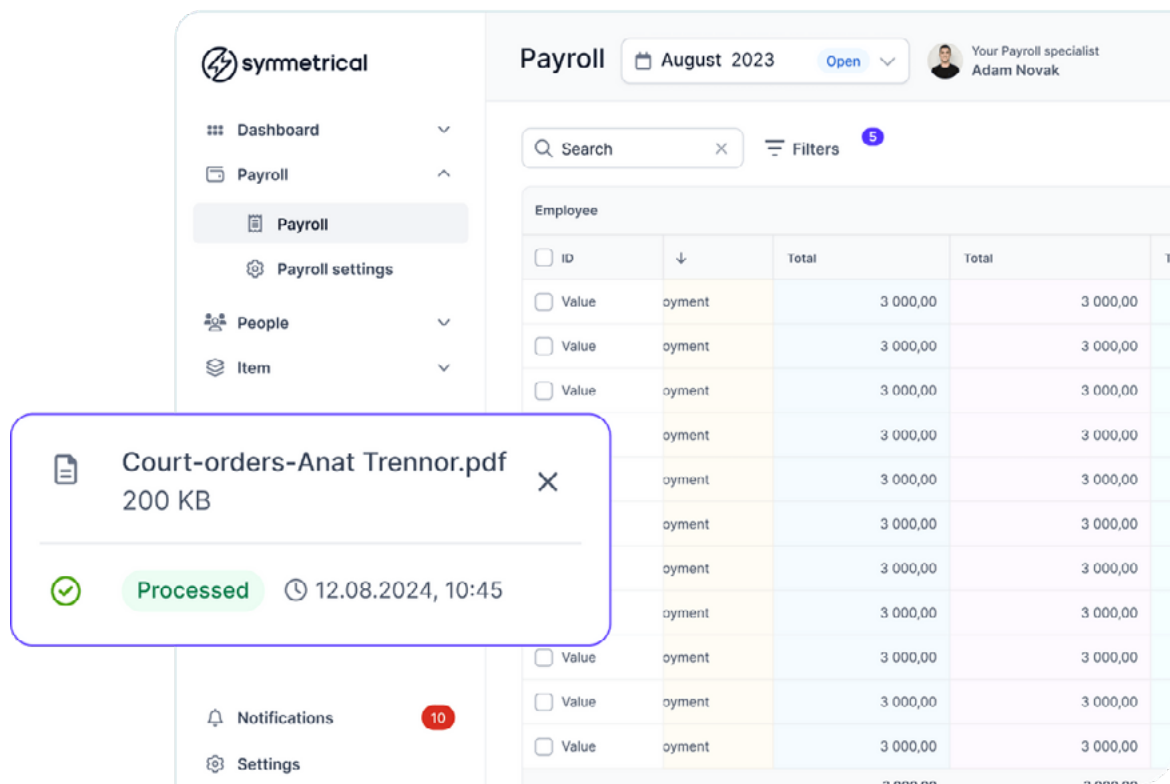 symmetrical
Dashboard
Payroll
Payroll
Payroll settings
People
Item
Notifications
10
Settings
Payroll
August 2023
Open
Your Payroll specialist
Adam Novak
Search
Filters
5
Employee
ID Total Total
Value oyment 3 000,00 3 000,00
Value oyment 3 000,00 3 000,00
Value oyment 3 000,00 3 000,00
oyment 3 000,00 3 000,00
oyment 3 000,00 3 000,00
oyment 3 000,00 3 000,00
oyment 3 000,00 3 000,00
oyment 3 000,00 3 000,00
Value oyment 3 000,00 3 000,00
Value oyment 3 000,00 3 000,00
Value oyment 3 000,00 3 000,00
Court-orders-Anat Trennor.pdf
200 KB
Processed
12.08.2024, 10:45